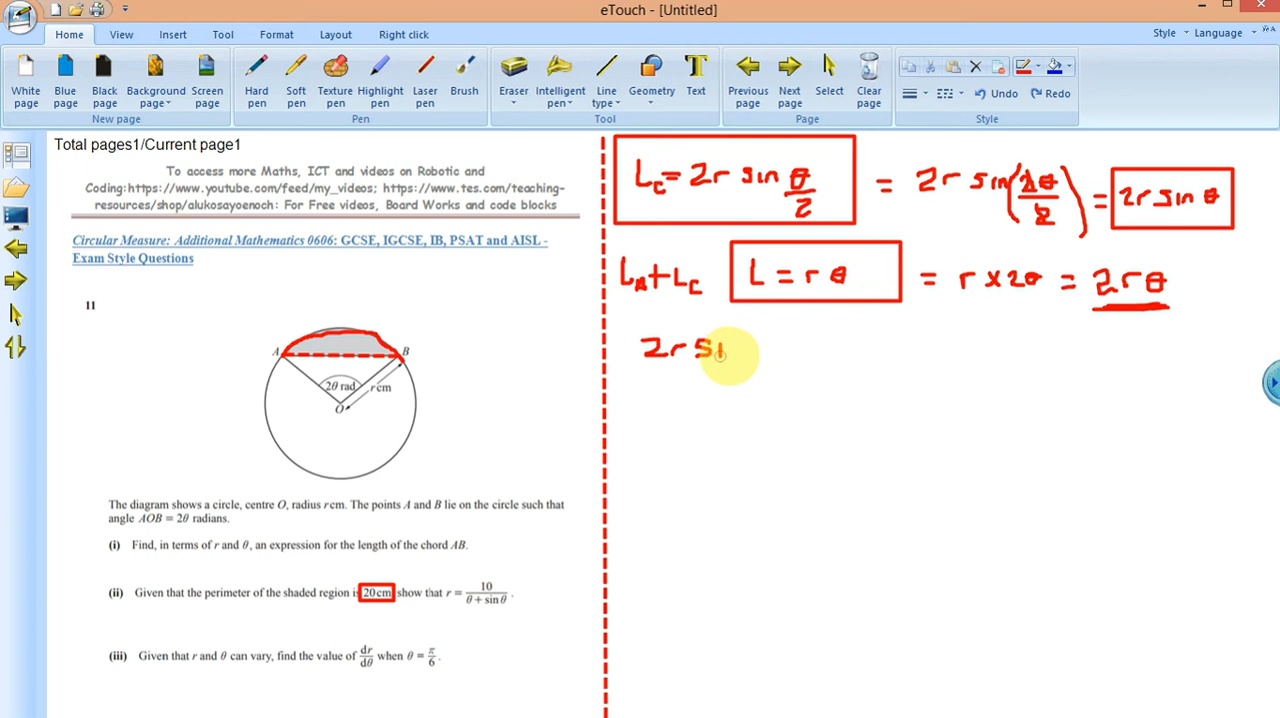 eTouch - [Untitled]
Home View Insert Tool Format Layout Right click
Style Language
White page Blue page Black page Background page Screen page
Hard pen Soft pen Texture pen Highlight pen Laser pen Brush
Eraser Intelligent pen Line type Geometry Text
Previous page Next page Select Clear page
Undo Redo
New page Pen Tool Page Style
Total pages1/Current page1
To access more Maths, ICT and videos on Robotic and
Coding:https://www.youtube.com/feed/my_videos; https://www.tes.com/teaching-
resources/shop/alukosayoenoch: For Free videos, Board Works and code blocks
Circular Measure: Additional Mathematics 0606: GCSE, IGCSE, IB, PSAT and AISL -
Exam Style Questions
11
A B
2θ rad r cm
O
The diagram shows a circle, centre O, radius r cm. The points A and B lie on the circle such that
angle AOB = 2θ radians.
(i) Find, in terms of r and θ, an expression for the length of the chord AB.
(ii) Given that the perimeter of the shaded region is 20cm, show that r = 10/(θ + sin θ).
(iii) Given that r and θ can vary, find the value of dr/dθ when θ = π/6.
Lc = 2r sin θ/2 = 2r sin(2θ/2) = 2r sin θ
LA + Lc L = r θ = r × 2θ = 2rθ
2r si